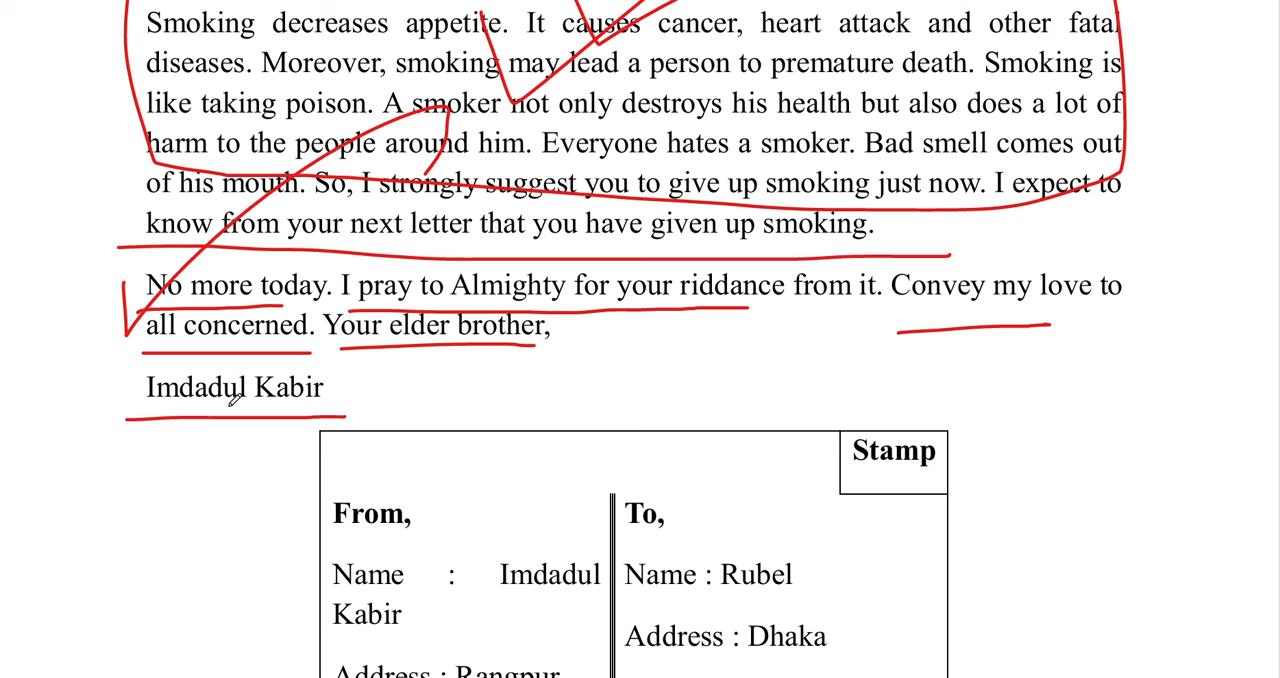 Smoking decreases appetite. It causes cancer, heart attack and other fatal
diseases. Moreover, smoking may lead a person to premature death. Smoking is
like taking poison. A smoker not only destroys his health but also does a lot of
harm to the people around him. Everyone hates a smoker. Bad smell comes out
of his mouth. So, I strongly suggest you to give up smoking just now. I expect to
know from your next letter that you have given up smoking.
No more today. I pray to Almighty for your riddance from it. Convey my love to
all concerned. Your elder brother,
Imdadul Kabir
Stamp
From,
Name : Imdadul
Kabir
Address : Rangpur
To,
Name : Rubel
Address : Dhaka